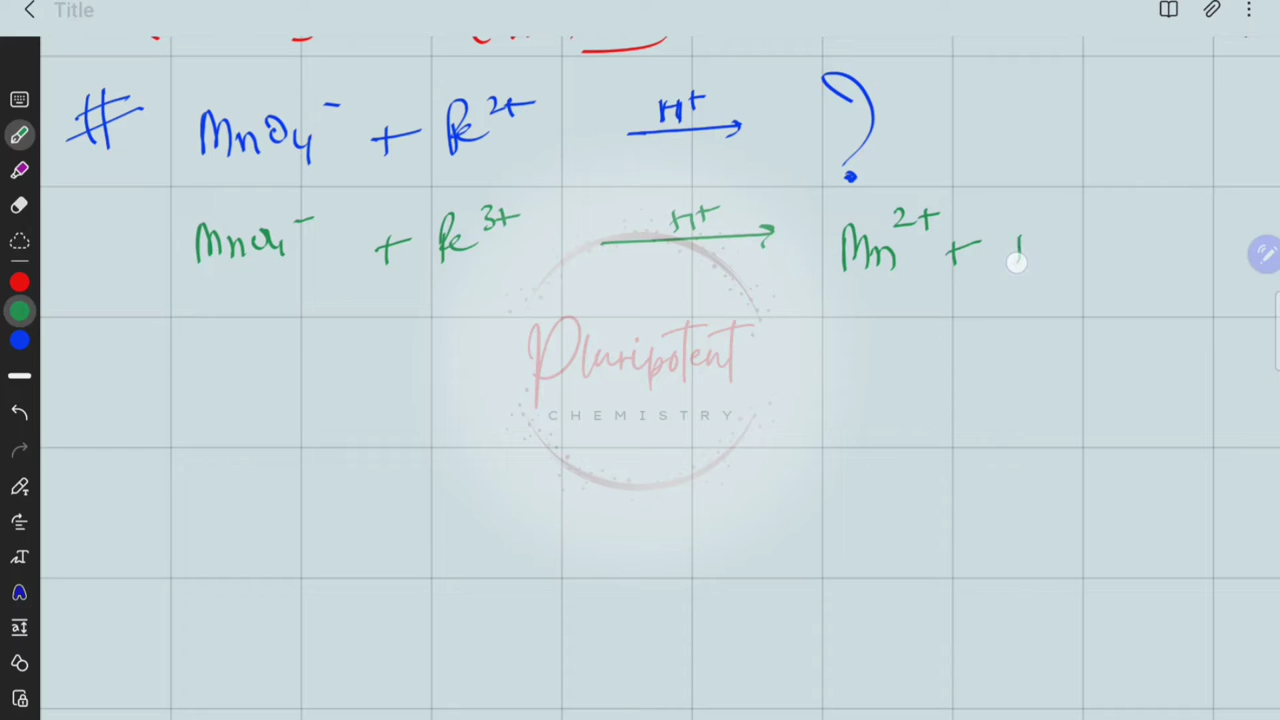 Title
# MnO4⁻ + Fe²⁺ H⁺→ ?
MnO4⁻ + Fe³⁺ H⁺→ Mn²⁺ +
Pluripotent
CHEMISTRY